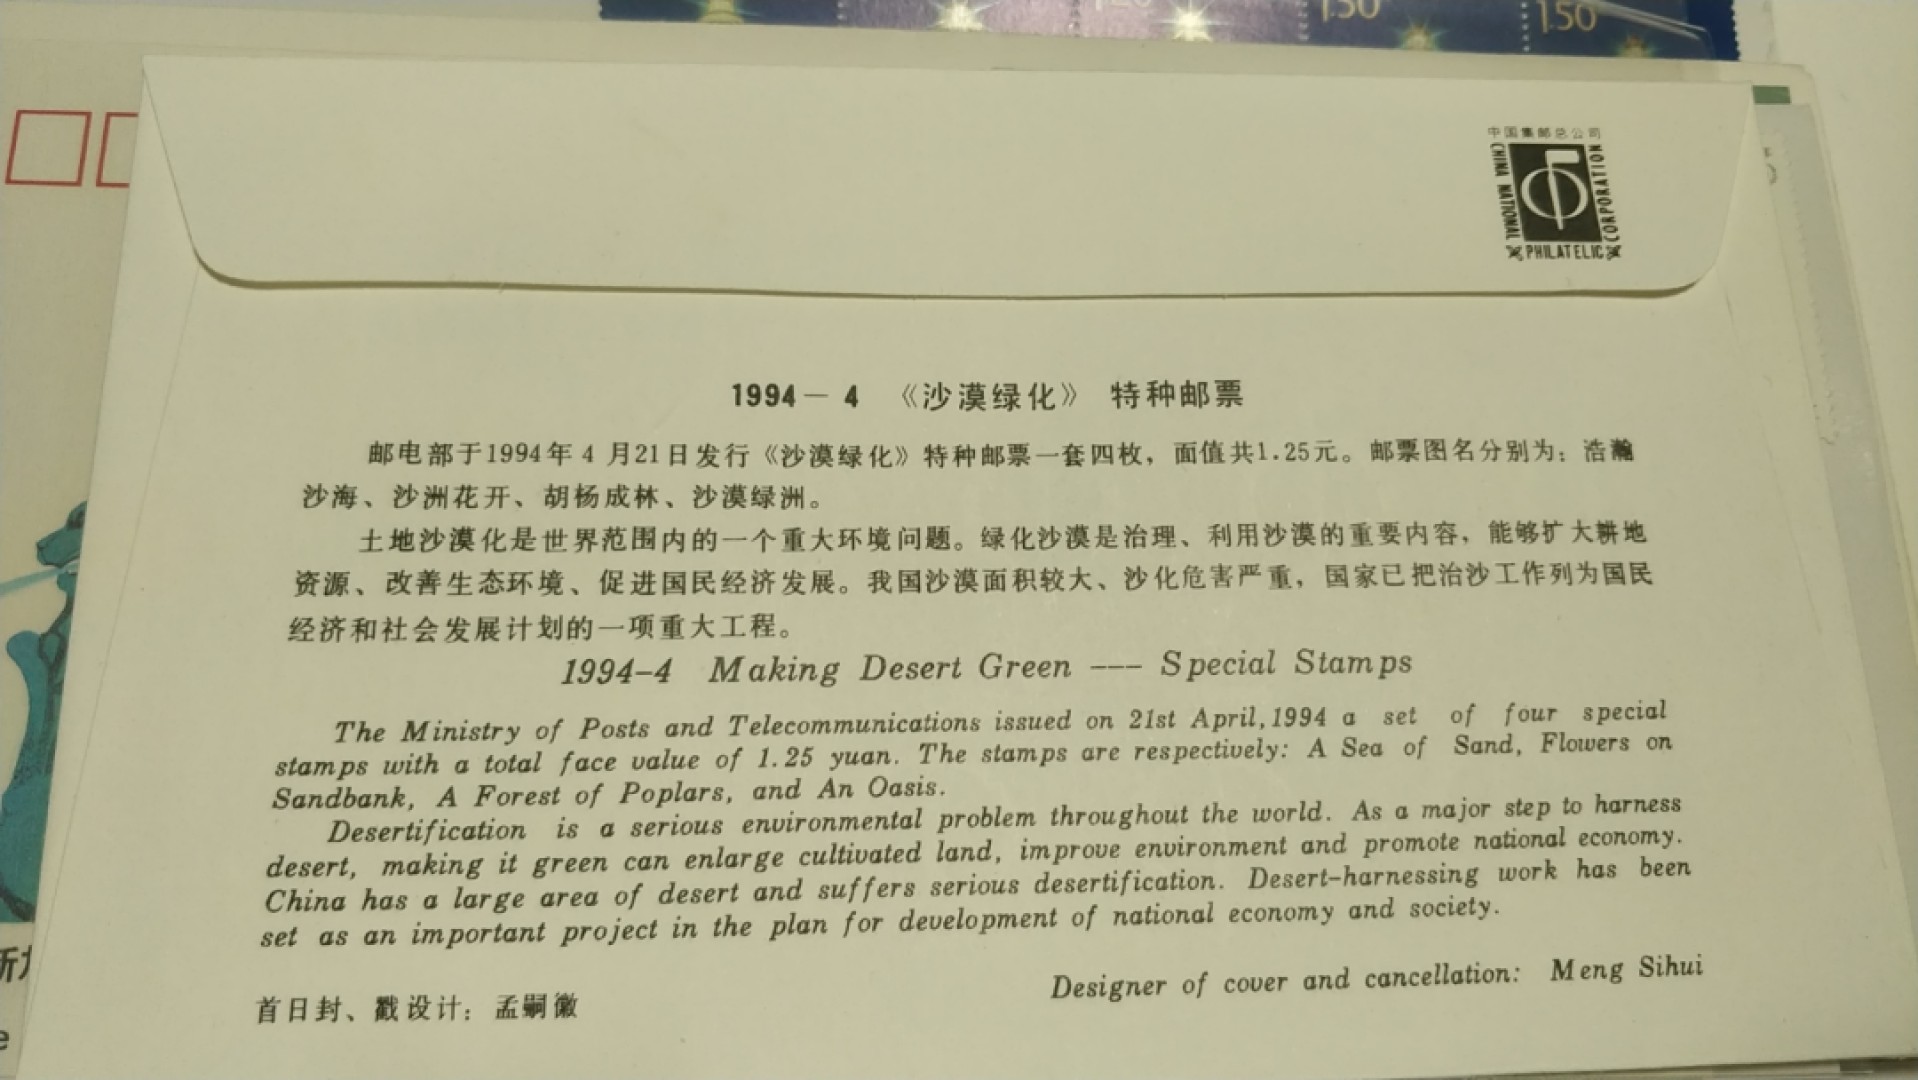 120
1.50
1.50
中国集邮总公司
CHINA NATIONAL
PHILATELIC
CORPORATION
1994－4 《沙漠绿化》 特种邮票
邮电部于1994年4月21日发行《沙漠绿化》特种邮票一套四枚，面值共1.25元。邮票图名分别为：浩瀚
沙海、沙洲花开、胡杨成林、沙漠绿洲。
土地沙漠化是世界范围内的一个重大环境问题。绿化沙漠是治理、利用沙漠的重要内容，能够扩大耕地
资源、改善生态环境、促进国民经济发展。我国沙漠面积较大、沙化危害严重，国家已把治沙工作列为国民
经济和社会发展计划的一项重大工程。
1994-4 Making Desert Green --- Special Stamps
The Ministry of Posts and Telecommunications issued on 21st April,1994 a set of four special
stamps with a total face value of 1.25 yuan. The stamps are respectively: A Sea of Sand, Flowers on
Sandbank, A Forest of Poplars, and An Oasis.
Desertification is a serious environmental problem throughout the world. As a major step to harness
desert, making it green can enlarge cultivated land, improve environment and promote national economy.
China has a large area of desert and suffers serious desertification. Desert-harnessing work has been
set as an important project in the plan for development of national economy and society.
Designer of cover and cancellation: Meng Sihui
首日封、戳设计：孟嗣徽